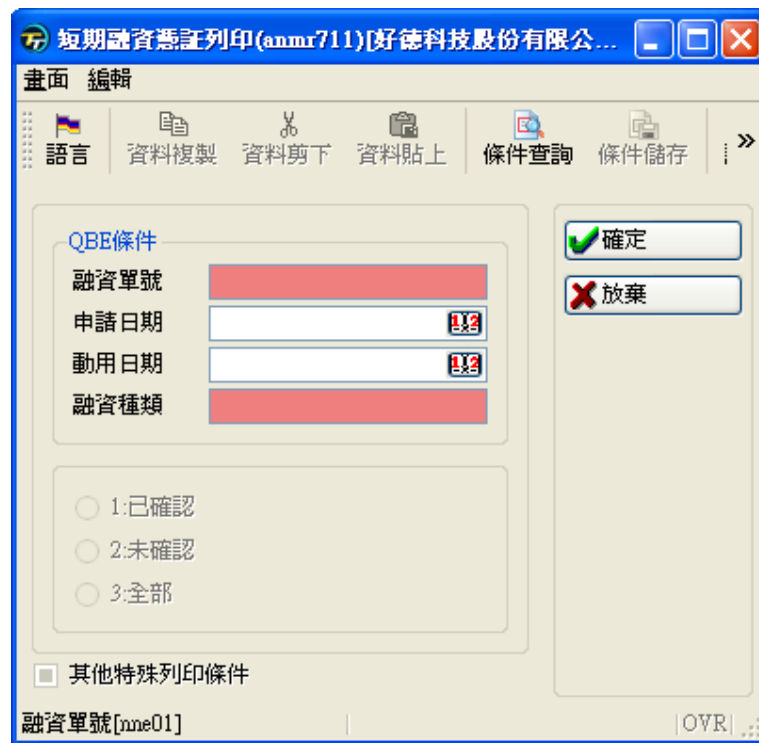 短期融資憑証列印(anmr711)[好德科技股份有限公...
畫面 編輯
語言 資料複製 資料剪下 資料貼上 條件查詢 條件儲存 »
QBE條件
融資單號
申請日期
動用日期
融資種類
1:已確認
2:未確認
3:全部
其他特殊列印條件
確定
放棄
融資單號[nne01]
OVR